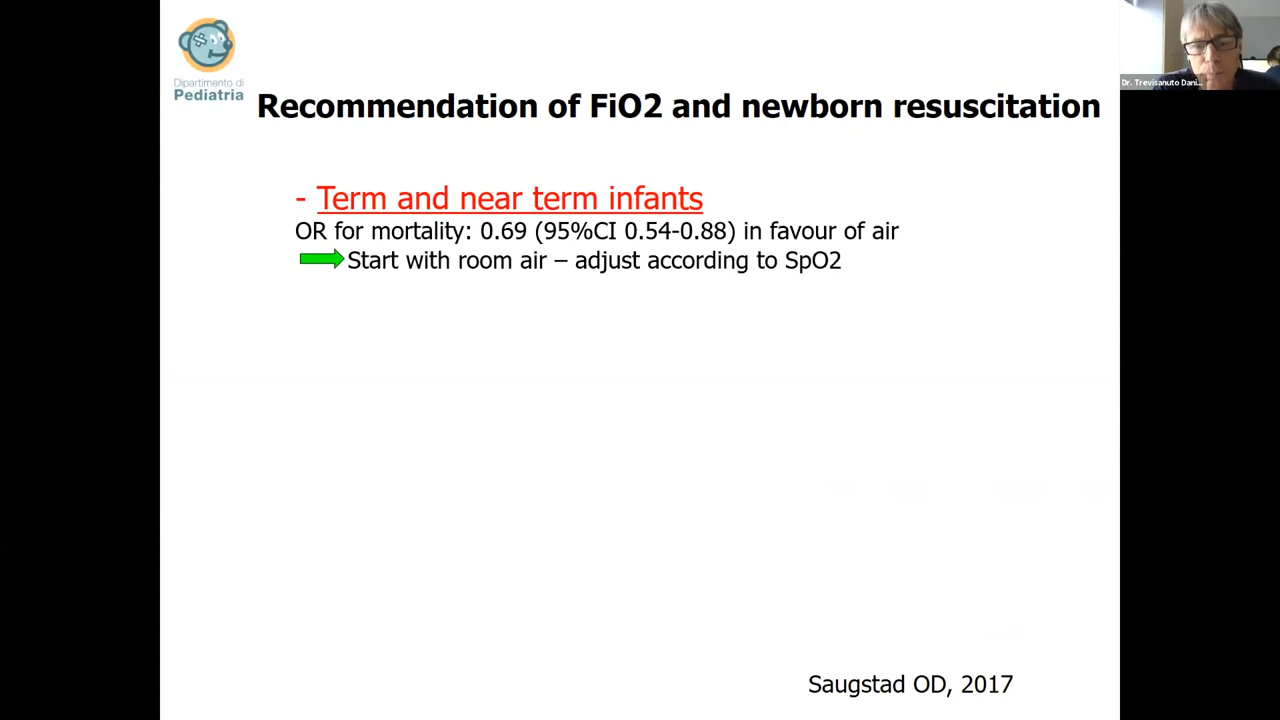 Dipartimento di
Pediatria
Dr. Trevisanuto Dani...
Recommendation of FiO2 and newborn resuscitation
- Term and near term infants
OR for mortality: 0.69 (95%CI 0.54-0.88) in favour of air
Start with room air – adjust according to SpO2
Saugstad OD, 2017